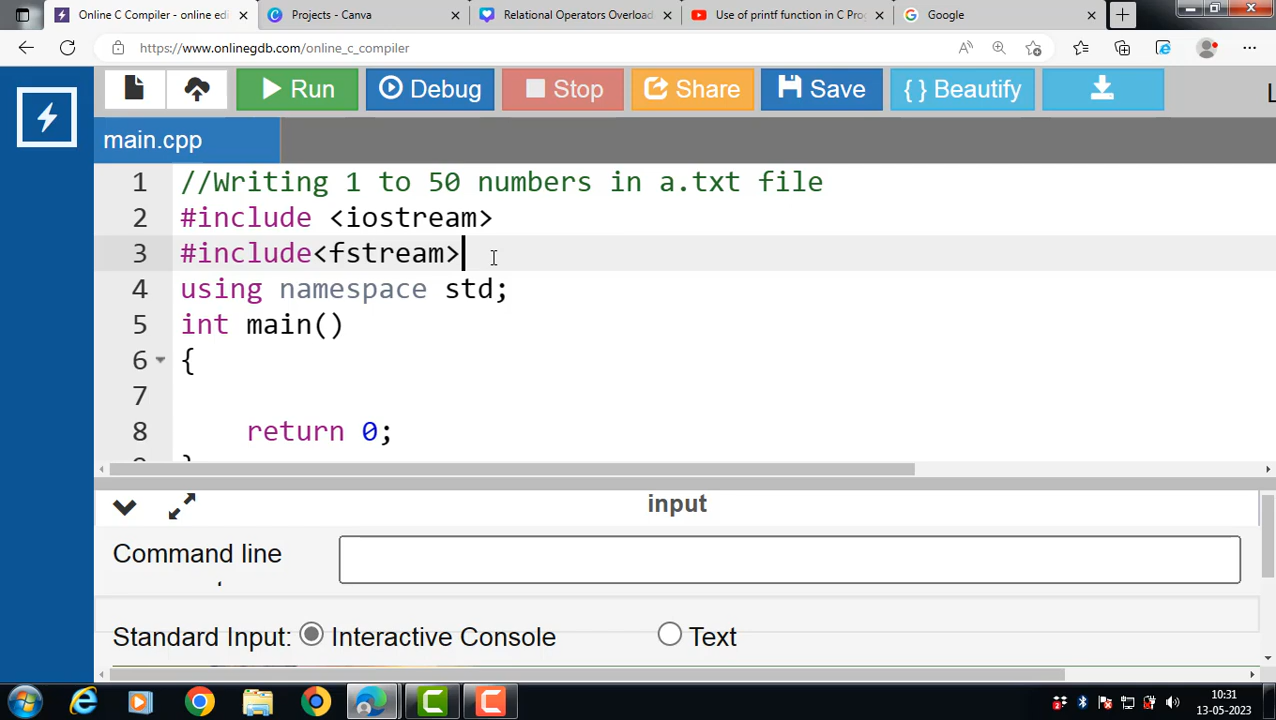 Online C Compiler - online edi
Projects - Canva
Relational Operators Overload
Use of printf function in C Pro
Google
https://www.onlinegdb.com/online_c_compiler
Run
Debug
Stop
Share
Save
{ } Beautify
main.cpp
1 //Writing 1 to 50 numbers in a.txt file
2 #include <iostream>
3 #include<fstream>
4 using namespace std;
5 int main()
6 {
7
8 return 0;
input
Command line
Standard Input: Interactive Console Text
10:31
13-05-2023